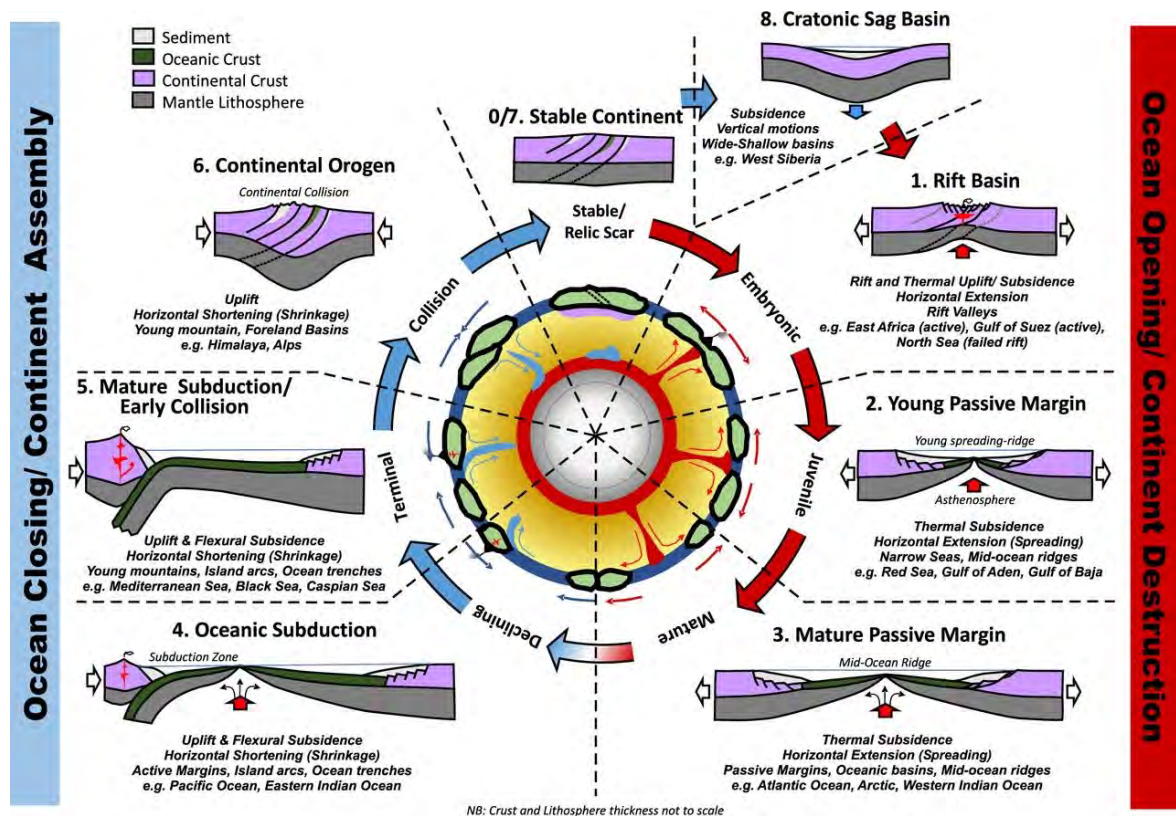 Ocean Closing/ Continent Assembly
Ocean Opening/ Continent Destruction
Sediment
Oceanic Crust
Continental Crust
Mantle Lithosphere
8. Cratonic Sag Basin
Subsidence
Vertical motions
Wide-Shallow basins
e.g. West Siberia
0/7. Stable Continent
Stable/
Relic Scar
1. Rift Basin
Rift and Thermal Uplift/ Subsidence
Horizontal Extension
Rift Valleys
e.g. East Africa (active), Gulf of Suez (active),
North Sea (failed rift)
Embryonic
2. Young Passive Margin
Young spreading-ridge
Asthenosphere
Thermal Subsidence
Horizontal Extension (Spreading)
Narrow Seas, Mid-ocean ridges
e.g. Red Sea, Gulf of Aden, Gulf of Baja
Juvenile
3. Mature Passive Margin
Mid-Ocean Ridge
Thermal Subsidence
Horizontal Extension (Spreading)
Passive Margins, Oceanic basins, Mid-ocean ridges
e.g. Atlantic Ocean, Arctic, Western Indian Ocean
Mature
4. Oceanic Subduction
Subduction Zone
Uplift & Flexural Subsidence
Horizontal Shortening (Shrinkage)
Active Margins, Island arcs, Ocean trenches
e.g. Pacific Ocean, Eastern Indian Ocean
Declining
5. Mature Subduction/
Early Collision
Uplift & Flexural Subsidence
Horizontal Shortening (Shrinkage)
Young mountains, Island arcs, Ocean trenches
e.g. Mediterranean Sea, Black Sea, Caspian Sea
Terminal
6. Continental Orogen
Continental Collision
Uplift
Horizontal Shortening (Shrinkage)
Young mountain, Foreland Basins
e.g. Himalaya, Alps
Collision
NB: Crust and Lithosphere thickness not to scale